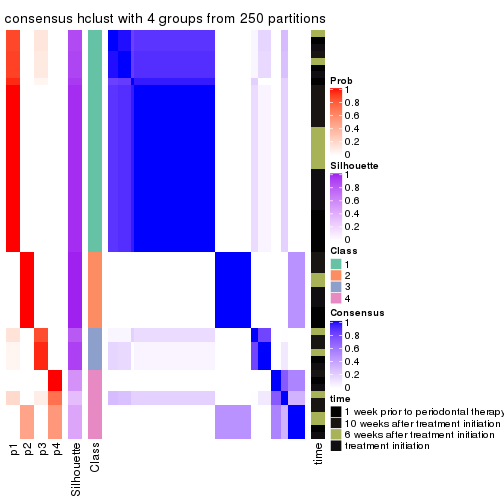 consensus hclust with 4 groups from 250 partitions
Prob
1
0.8
0.6
0.4
0.2
0
Silhouette
1
0.8
0.6
0.4
0.2
0
Class
1
2
3
4
Consensus
1
0.8
0.6
0.4
0.2
0
time
1 week prior to periodontal therapy
10 weeks after treatment initiation
6 weeks after treatment initiation
treatment initiation
p1
p2
p3
p4
Silhouette
Class
time